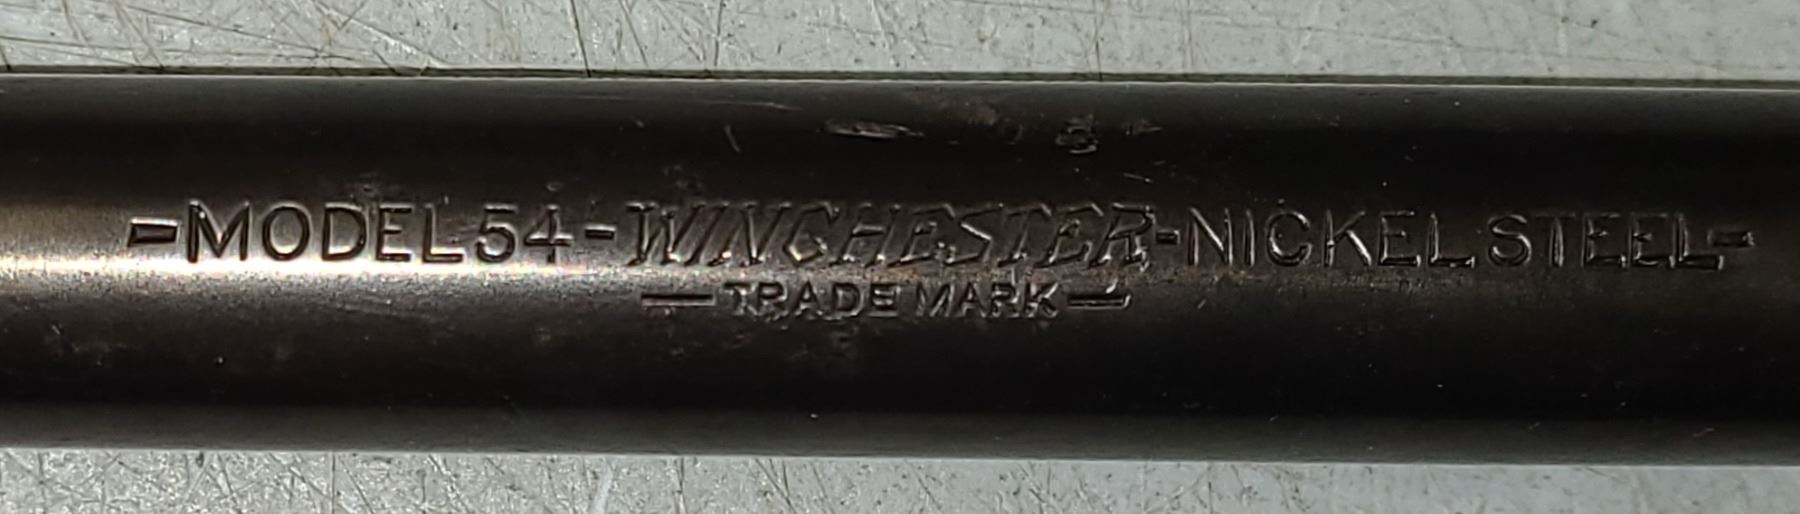 -MODEL 54-WINCHESTER-NICKEL STEEL-
-TRADE MARK-